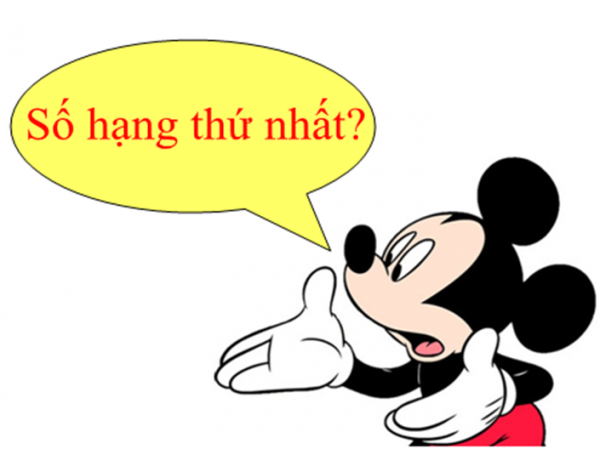 Số hạng thứ nhất?